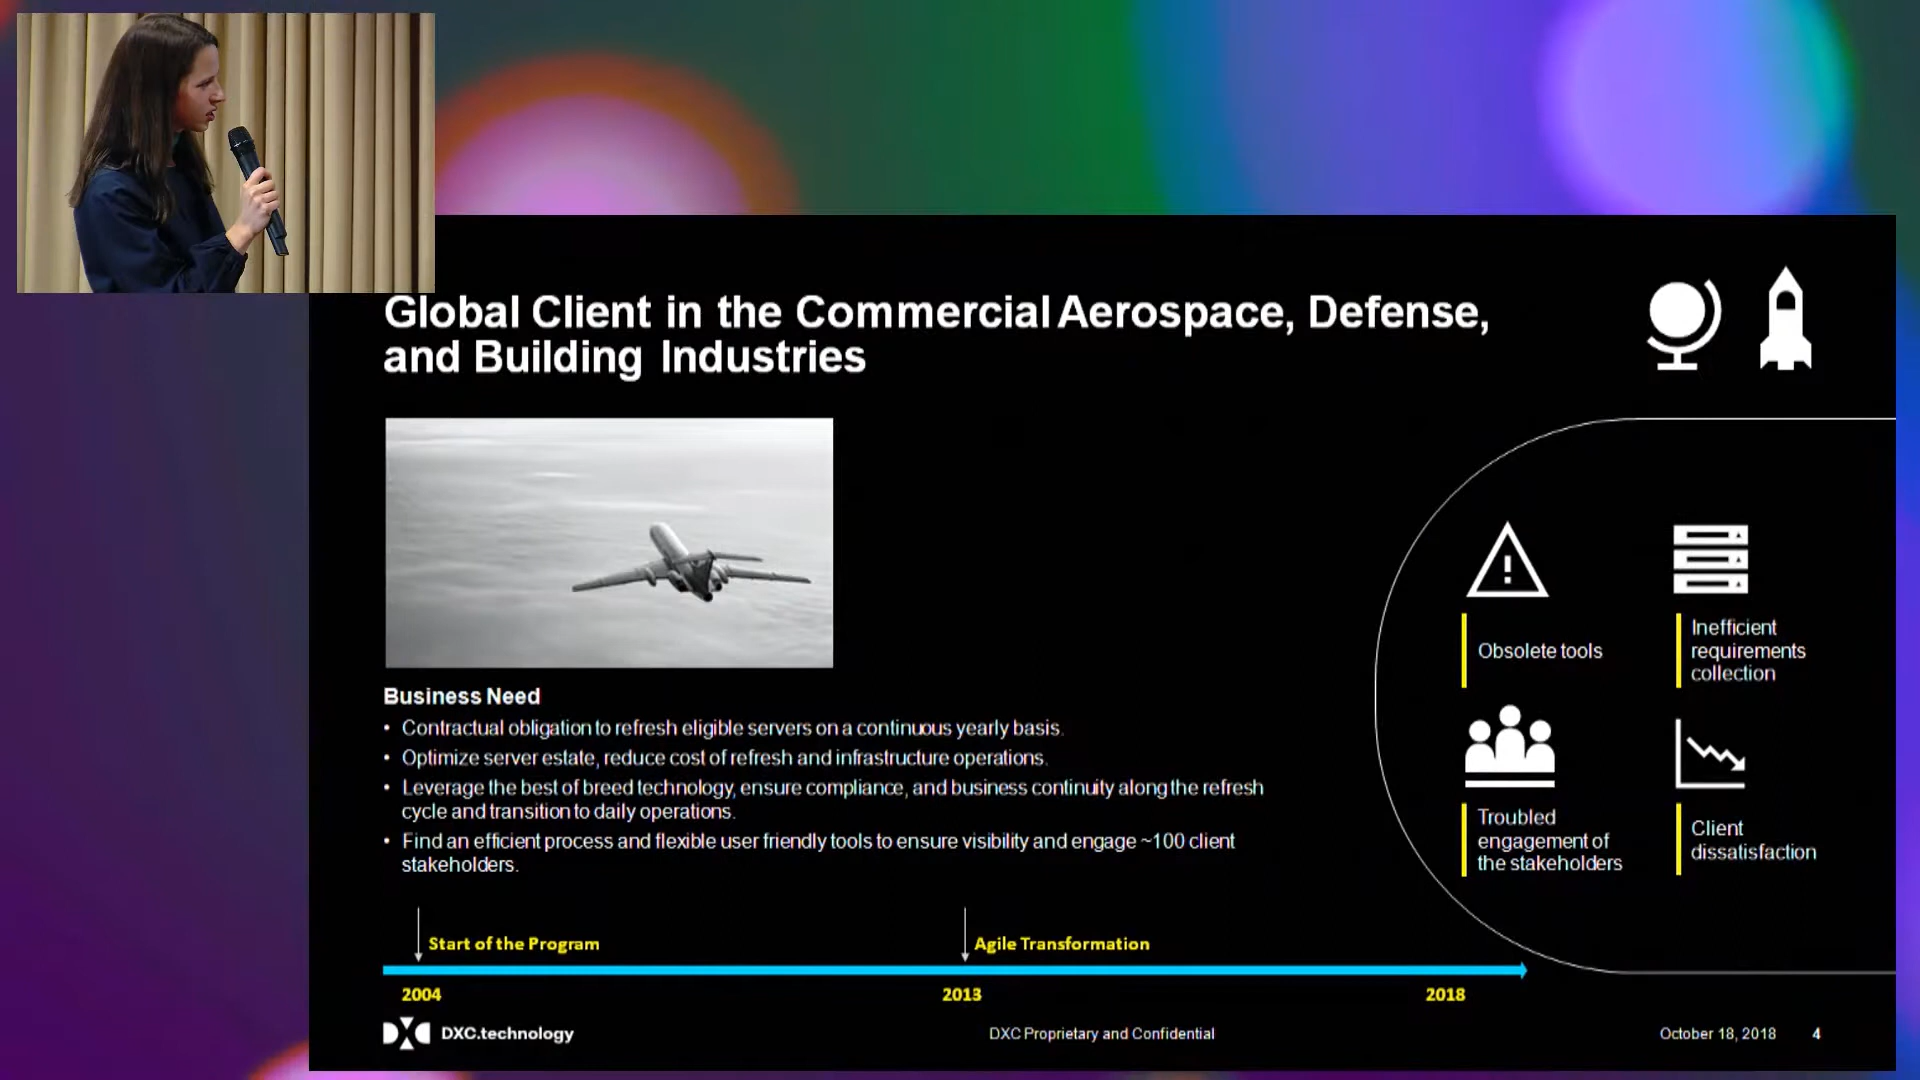 Global Client in the Commercial Aerospace, Defense,
and Building Industries
Business Need
• Contractual obligation to refresh eligible servers on a continuous yearly basis.
• Optimize server estate, reduce cost of refresh and infrastructure operations.
• Leverage the best of breed technology, ensure compliance, and business continuity along the refresh
cycle and transition to daily operations.
• Find an efficient process and flexible user friendly tools to ensure visibility and engage ~100 client
stakeholders.
Obsolete tools
Inefficient
requirements
collection
Troubled
engagement of
the stakeholders
Client
dissatisfaction
Start of the Program
Agile Transformation
2004
2013
2018
DXC.technology
DXC Proprietary and Confidential
October 18, 2018
4